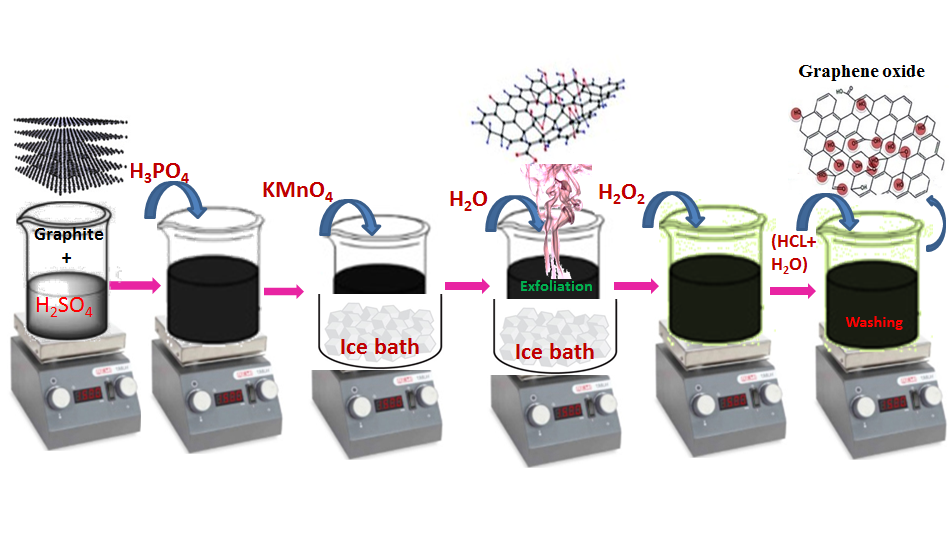 Graphene oxide
H₃PO₄
KMnO₄
H₂O
H₂O₂
Graphite
+
H₂SO₄
(HCL+
H₂O)
Exfoliation
Washing
Ice bath
Ice bath